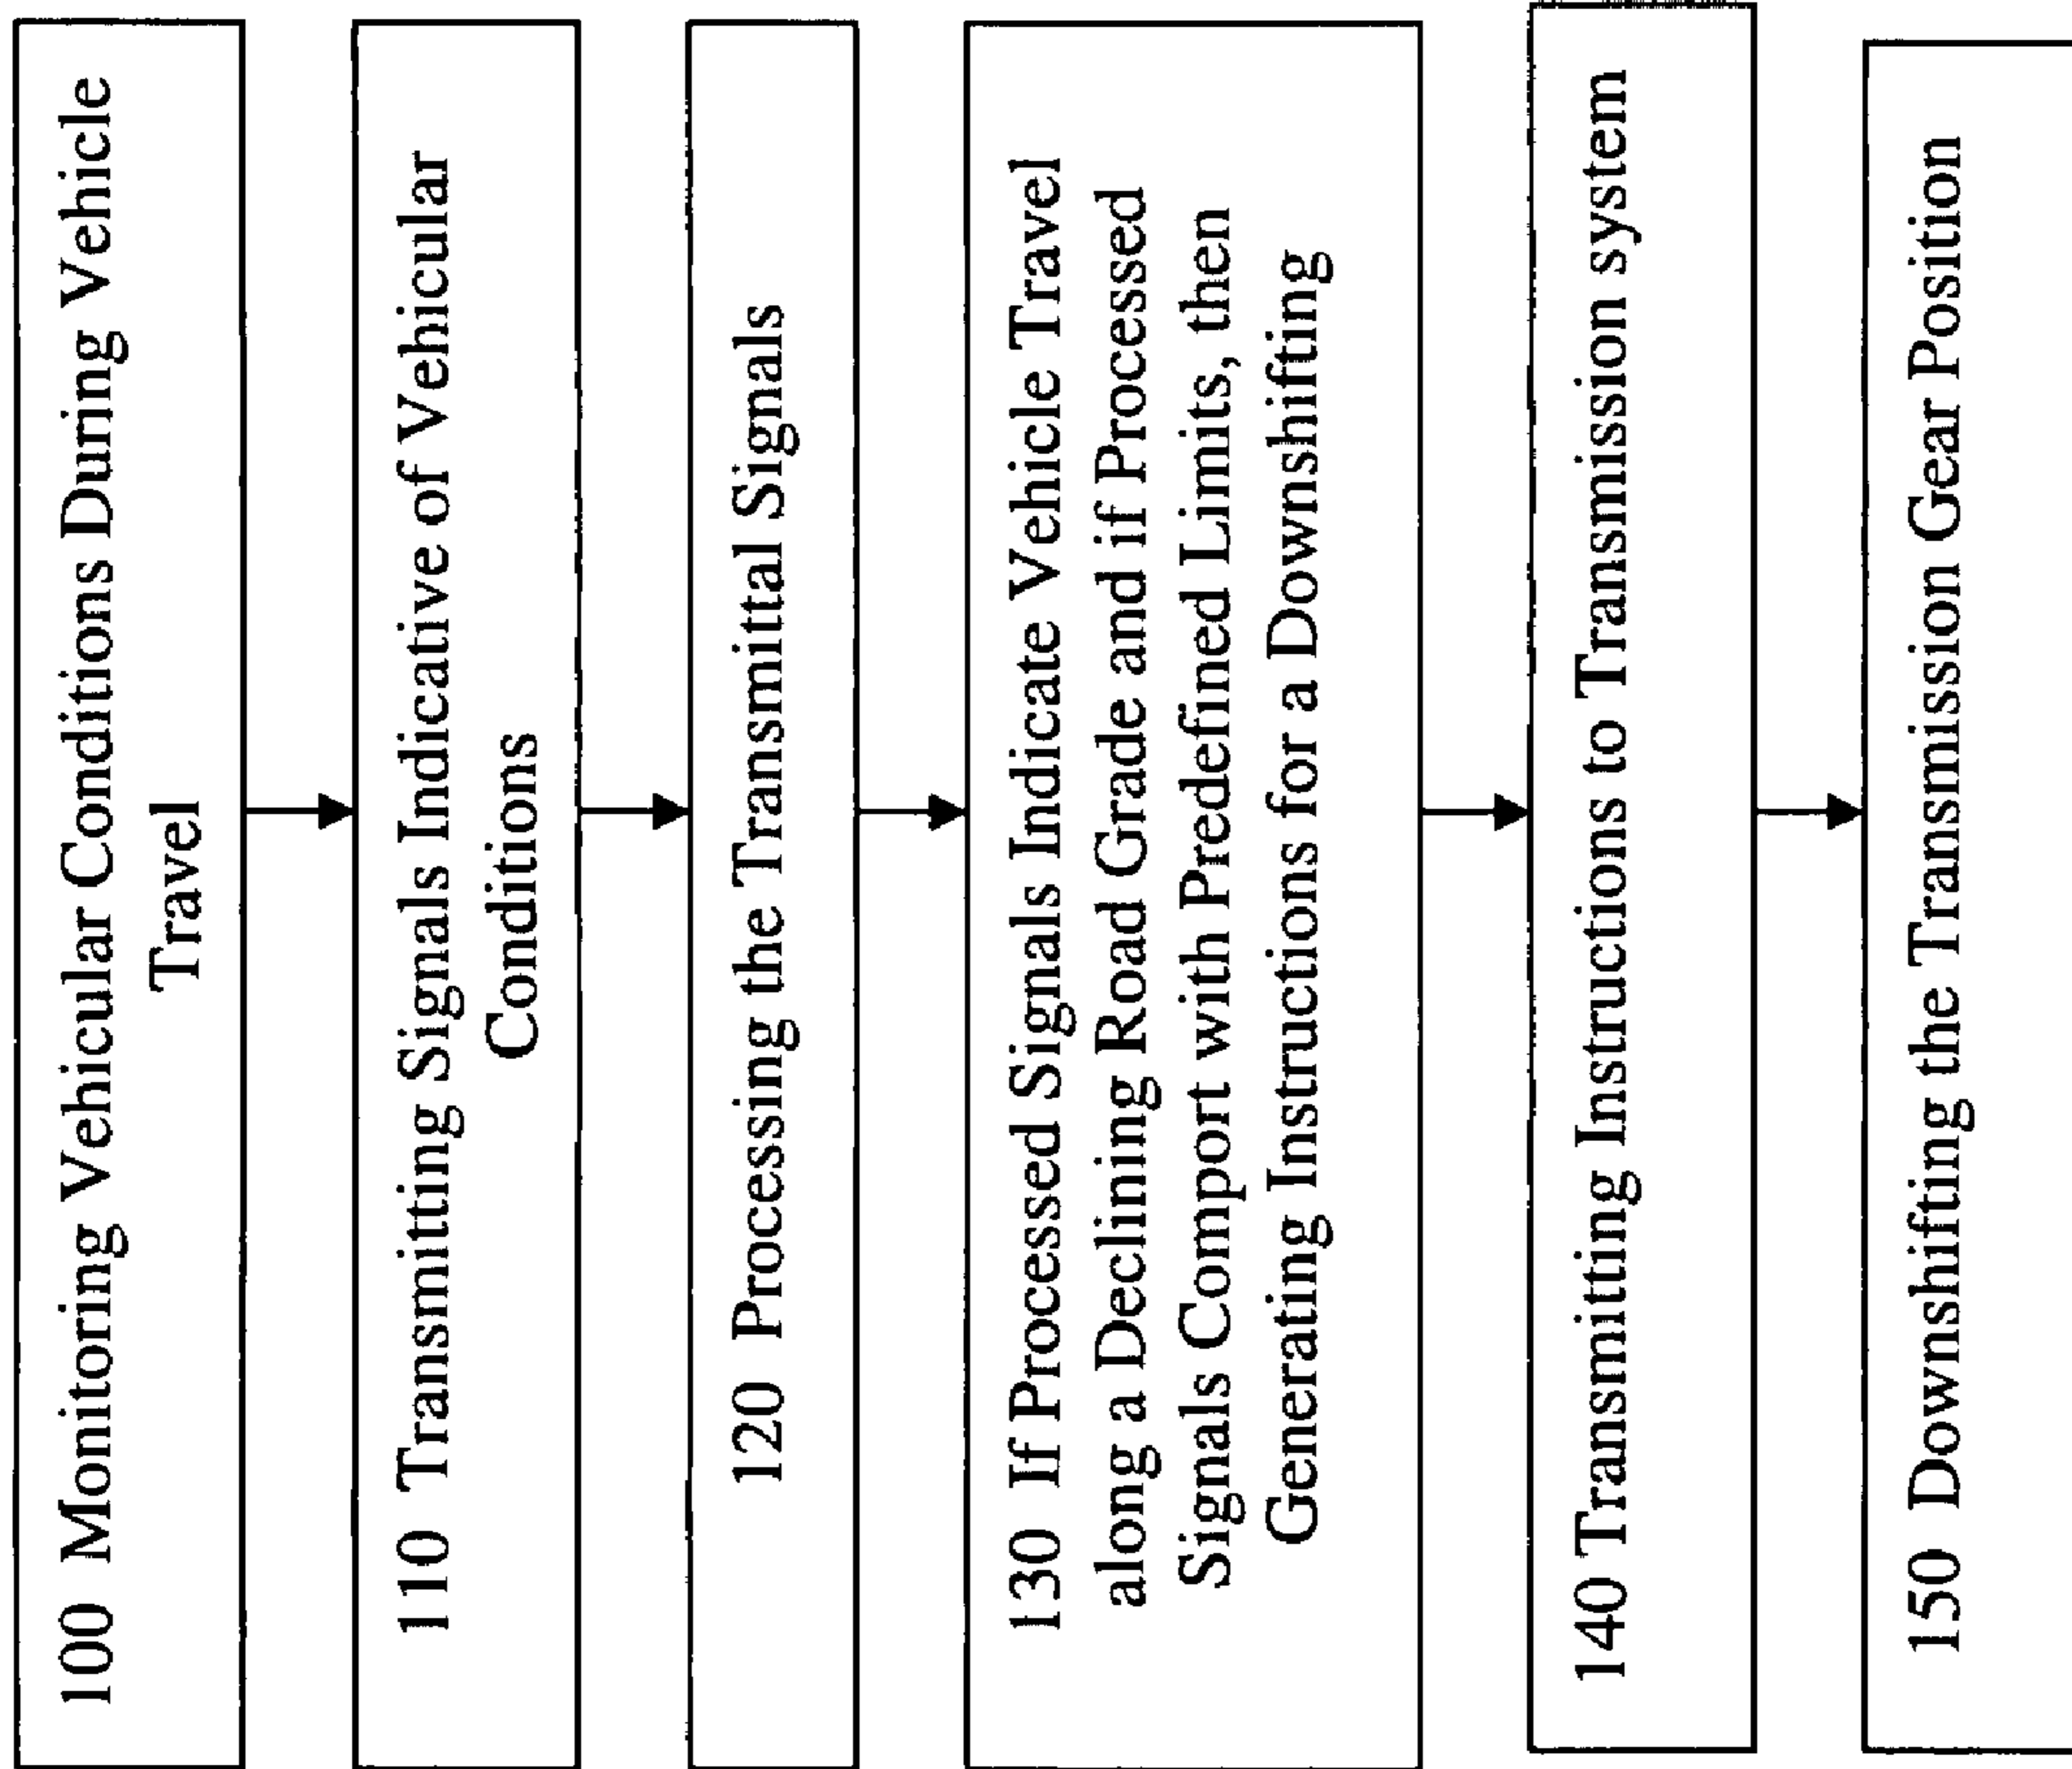 100 Monitoring Vehicular Conditions During Vehicle
Travel
110 Transmitting Signals Indicative of Vehicular
Conditions
120 Processing the Transmittal Signals
130 If Processed Signals Indicate Vehicle Travel
along a Declining Road Grade and if Processed
Signals Comport with Predefined Limits, then
Generating Instructions for a Downshifting
140 Transmitting Instructions to Transmission system
150 Downshifting the Transmission Gear Position